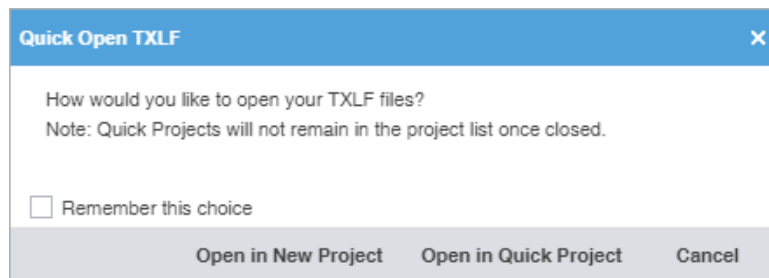 Quick Open TXLF
How would you like to open your TXLF files?
Note: Quick Projects will not remain in the project list once closed.
Remember this choice
Open in New Project Open in Quick Project Cancel